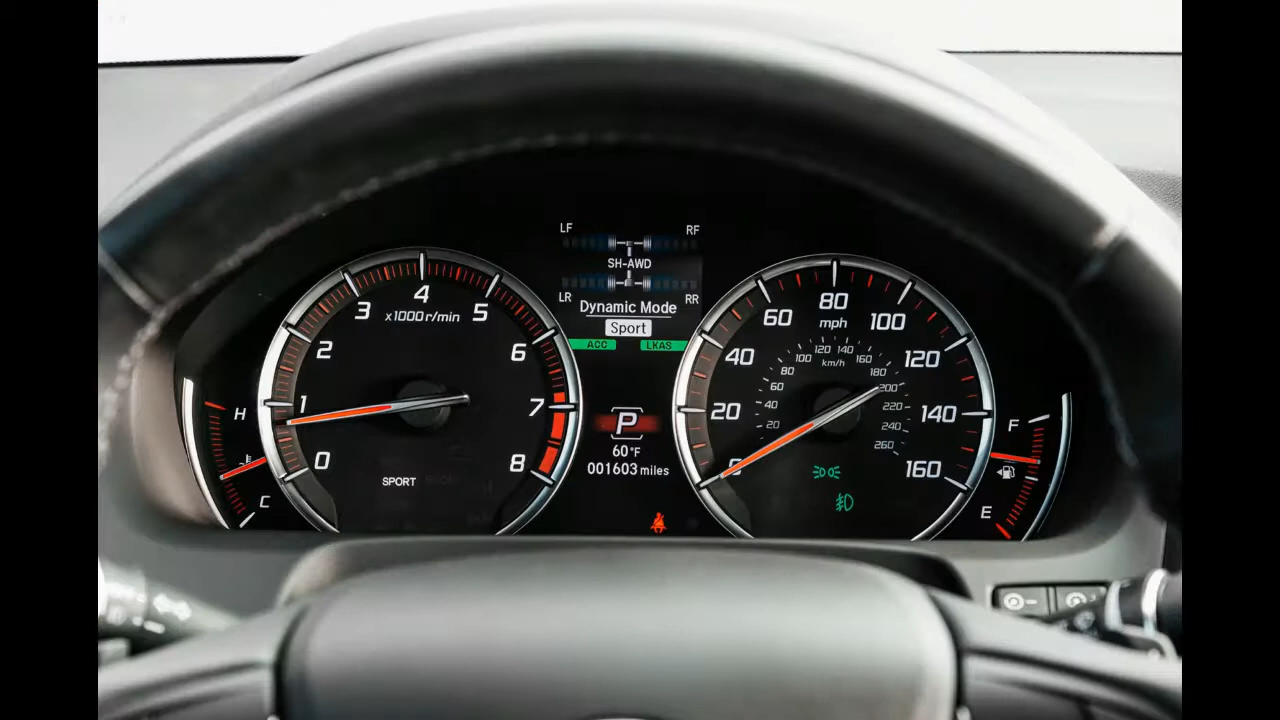 LF RF
SH-AWD
LR RR
Dynamic Mode
Sport
ACC LKAS
P
60°F
001603 miles
H
C
0
1
2
3
4
5
6
7
8
x1000r/min
SPORT
0
20
40
60
80
100
120
140
160
mph
20
40
60
80
100
120
140
160
180
200
220
240
260
km/h
F
E